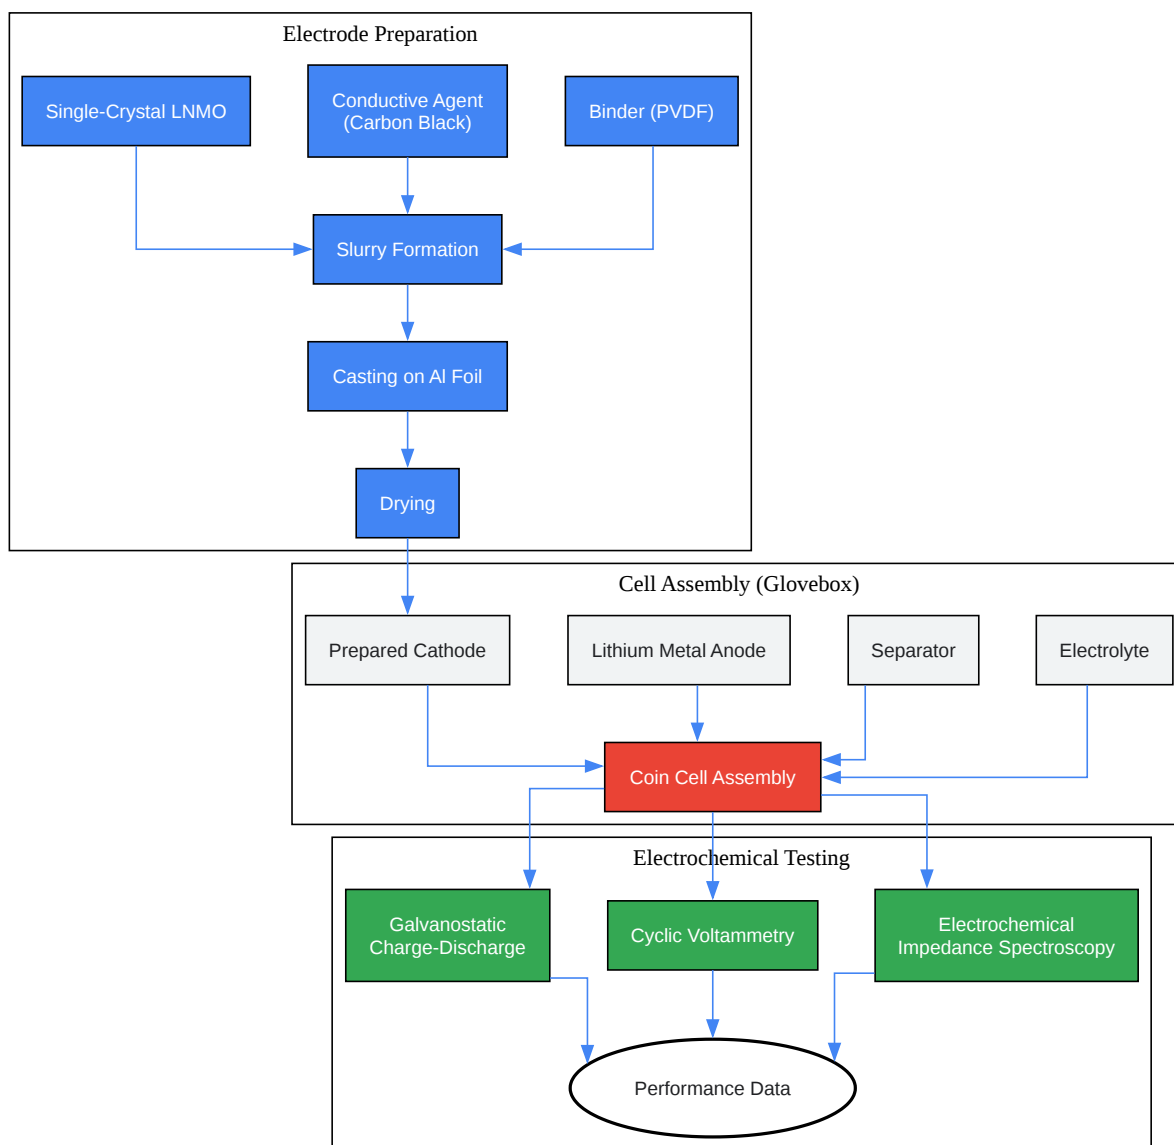 Electrode Preparation
Single-Crystal LNMO
Conductive Agent
(Carbon Black)
Binder (PVDF)
Slurry Formation
Casting on Al Foil
Drying
Cell Assembly (Glovebox)
Prepared Cathode
Lithium Metal Anode
Separator
Electrolyte
Coin Cell Assembly
Electrochemical Testing
Galvanostatic
Charge-Discharge
Cyclic Voltammetry
Electrochemical
Impedance Spectroscopy
Performance Data